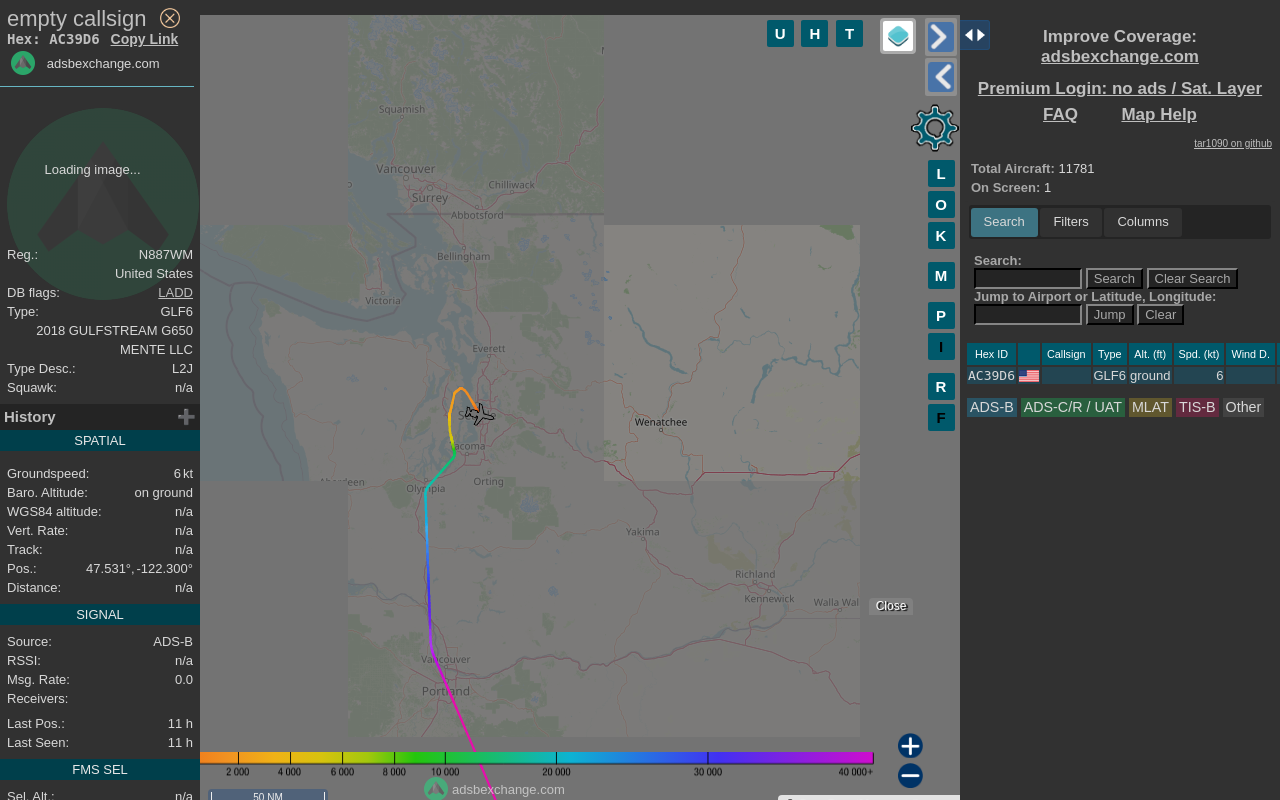 empty callsign
Hex: AC39D6 Copy Link
adsbexchange.com
Loading image...
Reg.: N887WM
United States
DB flags: LADD
Type: GLF6
2018 GULFSTREAM G650
MENTE LLC
Type Desc.: L2J
Squawk: n/a
History
SPATIAL
Groundspeed: 6 kt
Baro. Altitude: on ground
WGS84 altitude: n/a
Vert. Rate: n/a
Track: n/a
Pos.: 47.531°, -122.300°
Distance: n/a
SIGNAL
Source: ADS-B
RSSI: n/a
Msg. Rate: 0.0
Receivers:
Last Pos.: 11 h
Last Seen: 11 h
FMS SEL
Sel. Alt.: n/a
U H T
L
O
K
M
P
I
R
F
Squamish
Vancouver
Surrey
Chilliwack
Abbotsford
Bellingham
Victoria
Everett
Wenatchee
Olympia
Orting
Yakima
Richland
Kennewick
Vancouver
Portland
Close
2 000 4 000 6 000 8 000 10 000 20 000 30 000 40 000+
50 NM
adsbexchange.com
Improve Coverage:
adsbexchange.com
Premium Login: no ads / Sat. Layer
FAQ Map Help
tar1090 on github
Total Aircraft: 11781
On Screen: 1
Search Filters Columns
Search:
Search Clear Search
Jump to Airport or Latitude, Longitude:
Jump Clear
Hex ID Callsign Type Alt. (ft) Spd. (kt) Wind D.
AC39D6 GLF6 ground 6
ADS-B ADS-C/R / UAT MLAT TIS-B Other